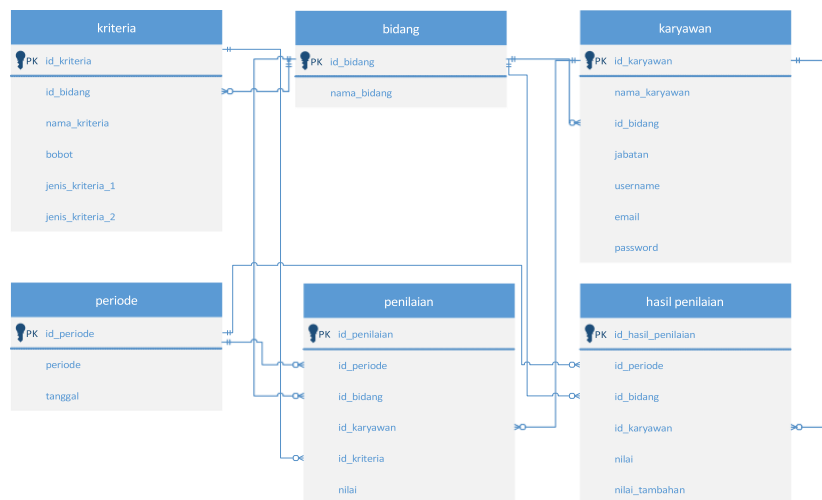 kriteria
PK id_kriteria
id_bidang
nama_kriteria
bobot
jenis_kriteria_1
jenis_kriteria_2
bidang
PK id_bidang
nama_bidang
karyawan
PK id_karyawan
nama_karyawan
id_bidang
jabatan
username
email
password
periode
PK id_periode
periode
tanggal
penilaian
PK id_penilaian
id_periode
id_bidang
id_karyawan
id_kriteria
nilai
hasil penilaian
PK id_hasil_penilaian
id_periode
id_bidang
id_karyawan
nilai
nilai_tambahan